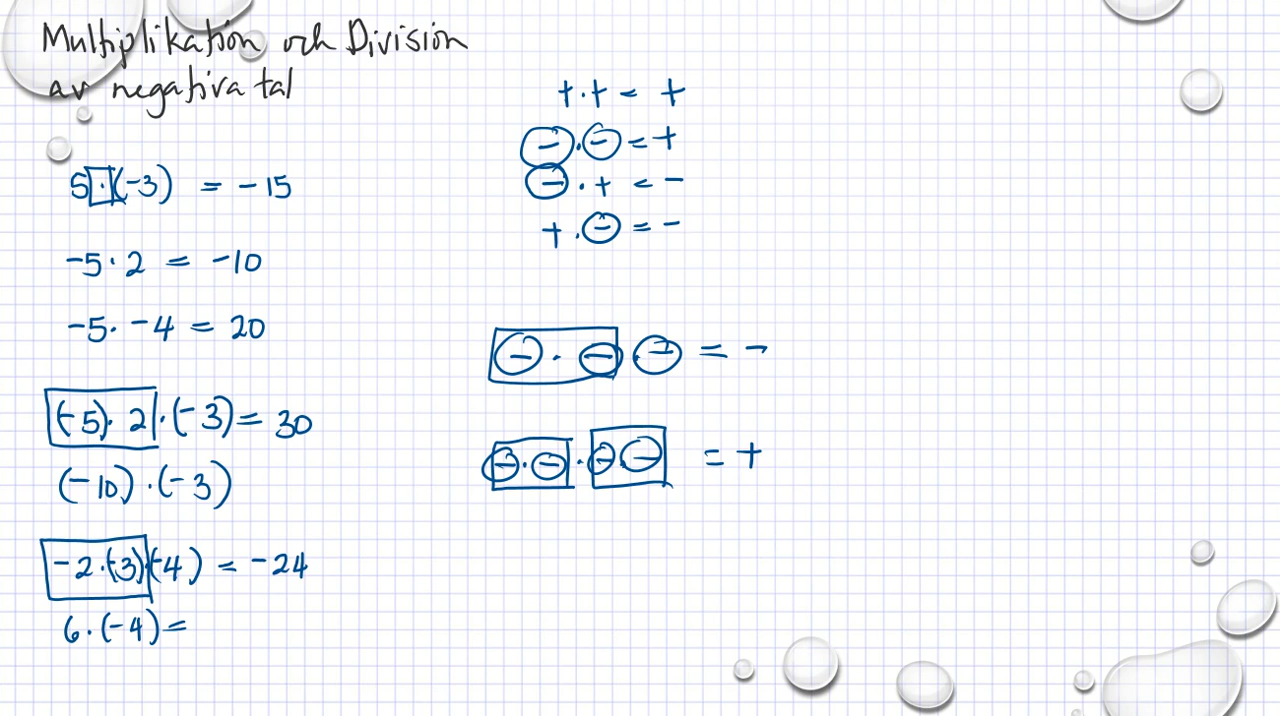 Multiplikation och Division
av negativa tal
5·(-3) = -15
-5·2 = -10
-5·-4 = 20
(-5)·2·(-3) = 30
(-10)·(-3)
-2·(-3)·(-4) = -24
6·(-4) =
+·+ = +
-·- = +
-·+ = -
+·- = -
-·-·- = -
-·-·-·- = +